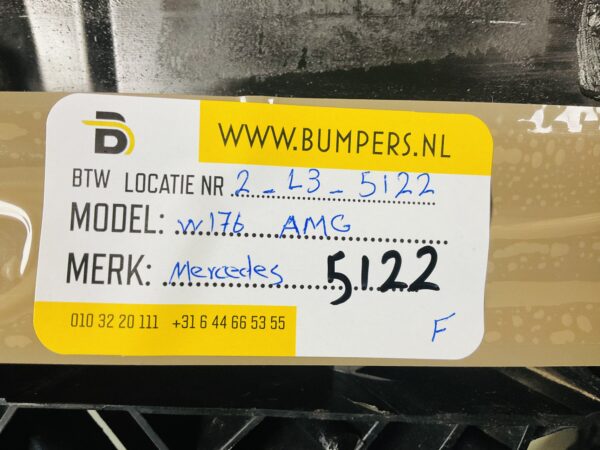 B
WWW.BUMPERS.NL
BTW LOCATIE NR 2-L3-5122
MODEL: W176 AMG
MERK: Mercedes 5122
010 32 20 111 +31 6 44 66 53 55
F